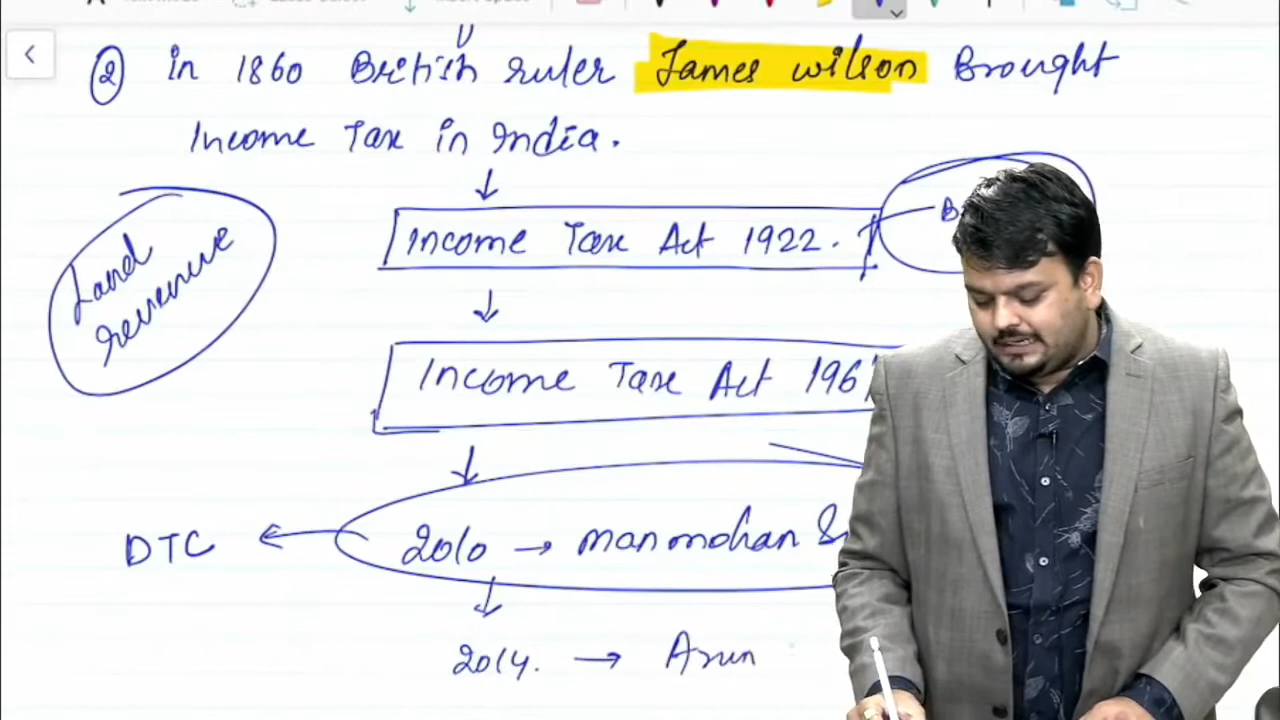 ② In 1860 British ruler James wilson Brought
Income Tax in India.
Land
revenue
Income Tax Act 1922.
B
Income Tax Act 1961
DTC
2010 → manmohan
2014. → Arun